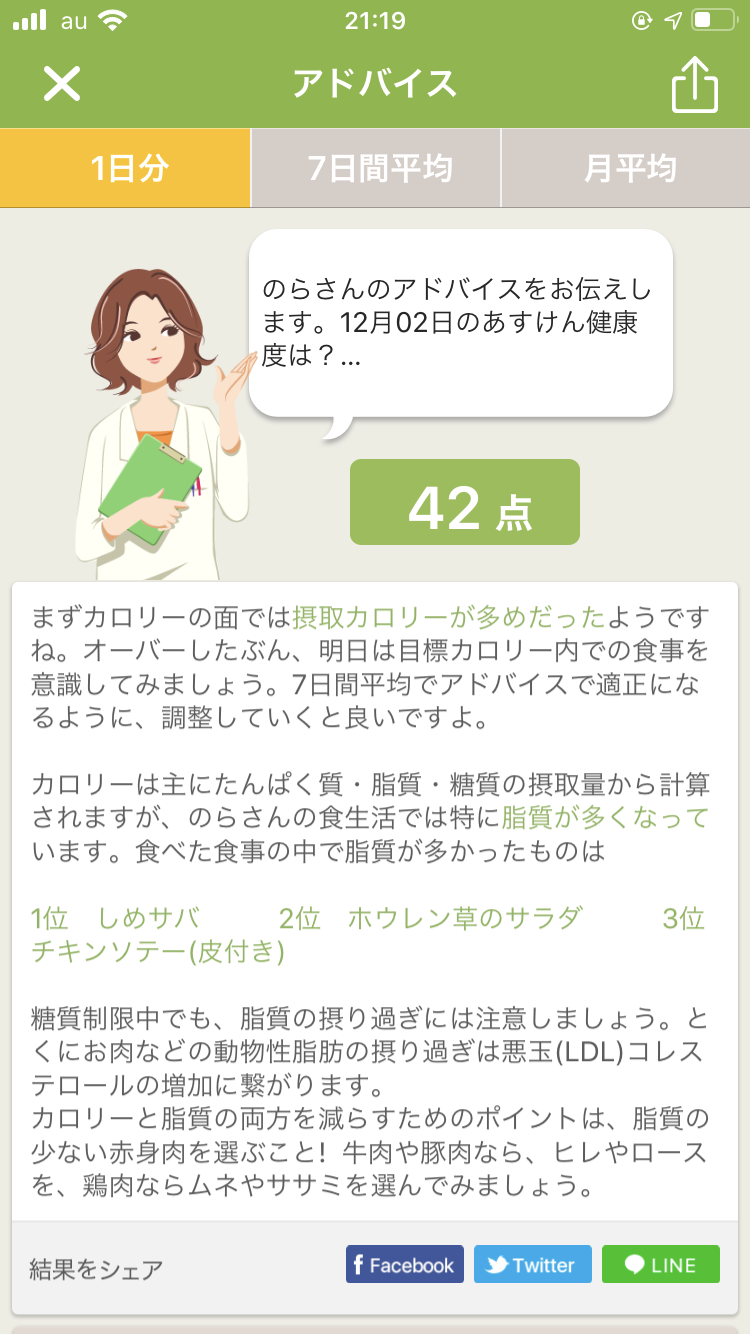 au
21:19
アドバイス
1日分
7日間平均
月平均
のらさんのアドバイスをお伝えし
ます。12月02日のあすけん健康
度は？...
42 点
まずカロリーの面では摂取カロリーが多めだったようです
ね。オーバーしたぶん、明日は目標カロリー内での食事を
意識してみましょう。7日間平均でアドバイスで適正にな
るように、調整していくと良いですよ。
カロリーは主にたんぱく質・脂質・糖質の摂取量から計算
されますが、のらさんの食生活では特に脂質が多くなって
います。食べた食事の中で脂質が多かったものは
1位　しめサバ　　　2位　ホウレン草のサラダ　　　3位
チキンソテー(皮付き)
糖質制限中でも、脂質の摂り過ぎには注意しましょう。と
くにお肉などの動物性脂肪の摂り過ぎは悪玉(LDL)コレス
テロールの増加に繋がります。
カロリーと脂質の両方を減らすためのポイントは、脂質の
少ない赤身肉を選ぶこと！牛肉や豚肉なら、ヒレやロース
を、鶏肉ならムネやササミを選んでみましょう。
結果をシェア
Facebook
Twitter
LINE